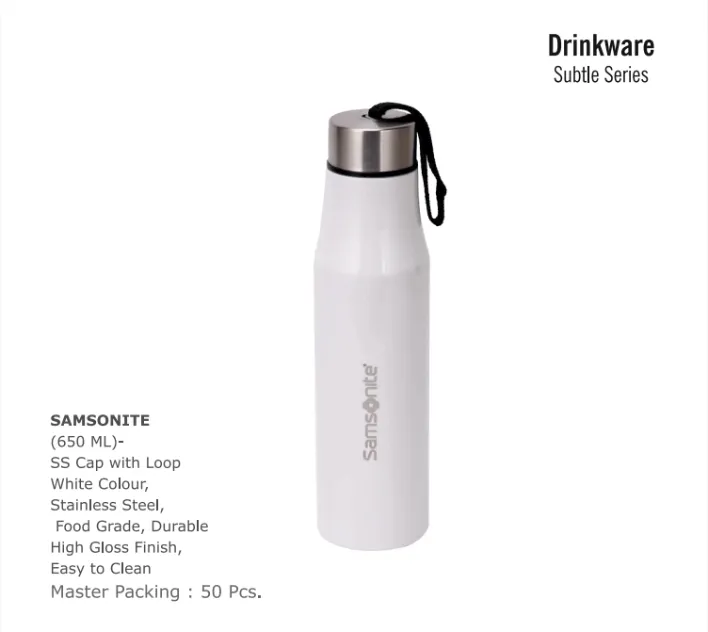 Drinkware
Subtle Series
Samsonite
SAMSONITE
(650 ML)-
SS Cap with Loop
White Colour,
Stainless Steel,
Food Grade, Durable
High Gloss Finish,
Easy to Clean
Master Packing : 50 Pcs.